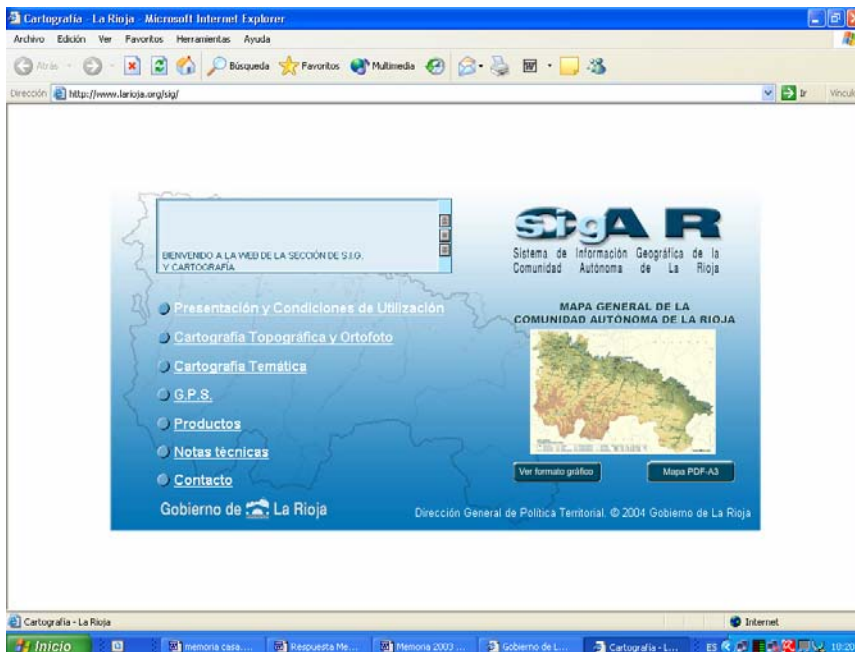 Cartografía - La Rioja - Microsoft Internet Explorer
Archivo Edición Ver Favoritos Herramientas Ayuda
Atrás Búsqueda Favoritos Multimedia
Dirección http://www.larioja.org/sig/ Ir
BIENVENDO A LA WEB DE LA SECCIÓN DE S.I.G.
Y CARTOGRAFÍA
SigAR
Sistema de Información Geográfica de la
Comunidad Autónoma de La Rioja
Presentación y Condiciones de Utilización
Cartografía Topográfica y Ortofoto
Cartografía Temática
G.P.S.
Productos
Notas técnicas
Contacto
MAPA GENERAL DE LA
COMUNIDAD AUTÓNOMA DE LA RIOJA
Ver formato gráfico Mapa PDF-A3
Gobierno de La Rioja
Dirección General de Política Territorial. © 2004 Gobierno de La Rioja
Cartografía - La Rioja Internet
Inicio memoria casa.... Respuesta Me... Memoria 2003 ... Gobierno de L... Cartografía - L... ES 10:20